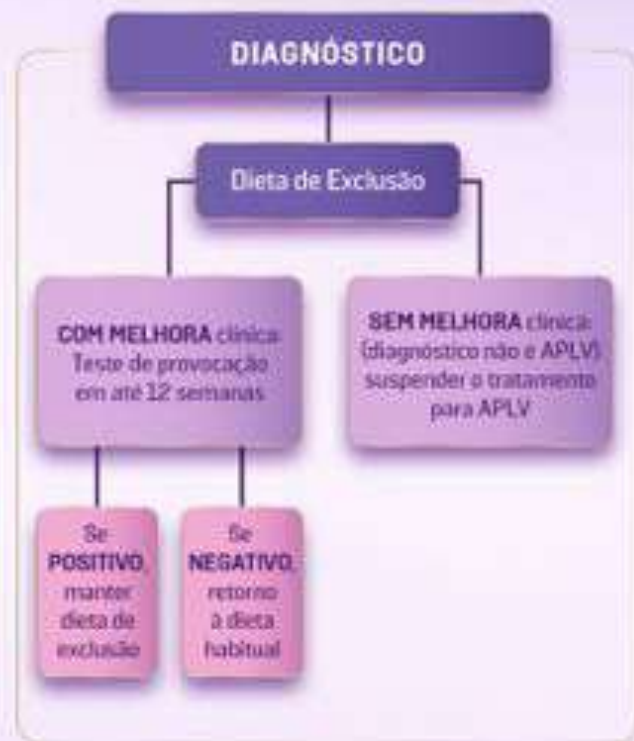 DIAGNÓSTICO
Dieta de Exclusão
COM MELHORA clínica:
Teste de provocação
em até 12 semanas
SEM MELHORA clínica:
(diagnóstico não é APLV)
suspender o tratamento
para APLV
Se
POSITIVO,
manter
dieta de
exclusão
Se
NEGATIVO,
retorno
à dieta
habitual